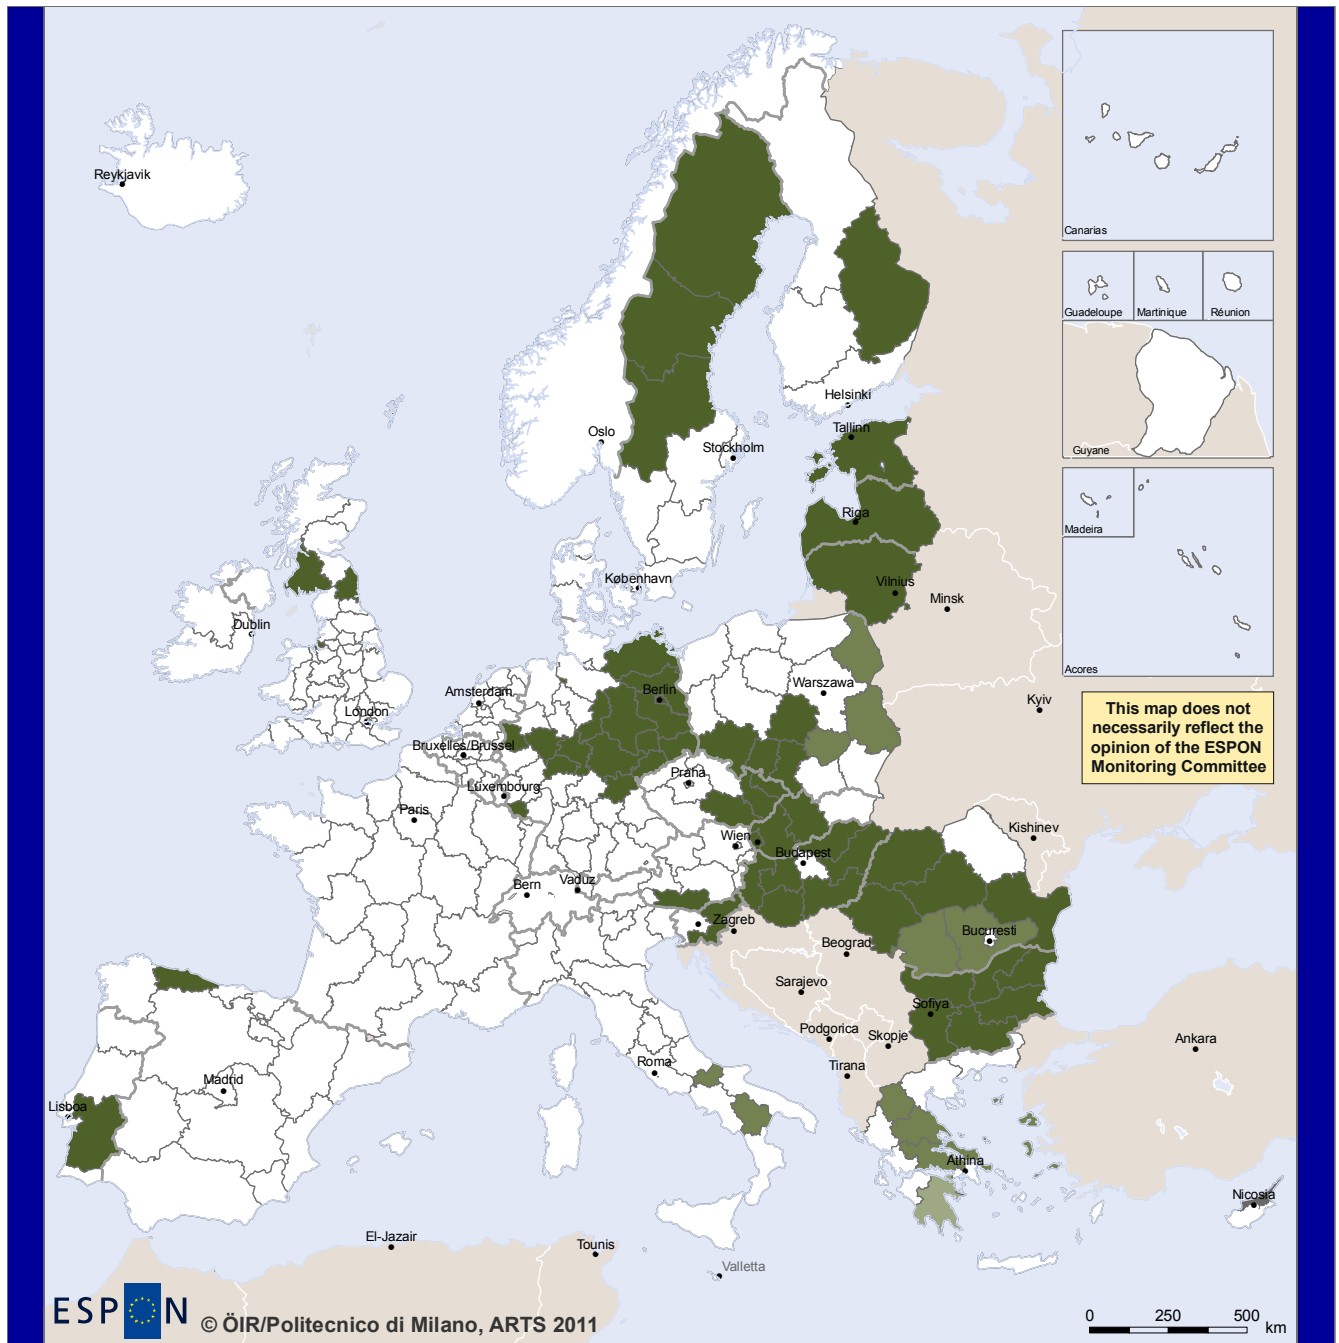 Reykjavik
Canarias
Guadeloupe
Martinique
Réunion
Guyane
Madeira
Acores
Helsinki
Tallinn
Oslo
Stockholm
Riga
København
Vilnius
Minsk
Dublin
Amsterdam
Berlin
Warszawa
London
Kyiv
Bruxelles/Brussel
This map does not
necessarily reflect the
opinion of the ESPON
Monitoring Committee
Luxembourg
Praha
Paris
Kishinev
Wien
Budapest
Bern
Vaduz
Zagreb
Bucuresti
Beograd
Sarajevo
Sofiya
Podgorica
Skopje
Ankara
Roma
Tirana
Madrid
Lisboa
Athina
Nicosia
El-Jazair
Tounis
Valletta
ESPON
© ÖIR/Politecnico di Milano, ARTS 2011
0 250 500
km